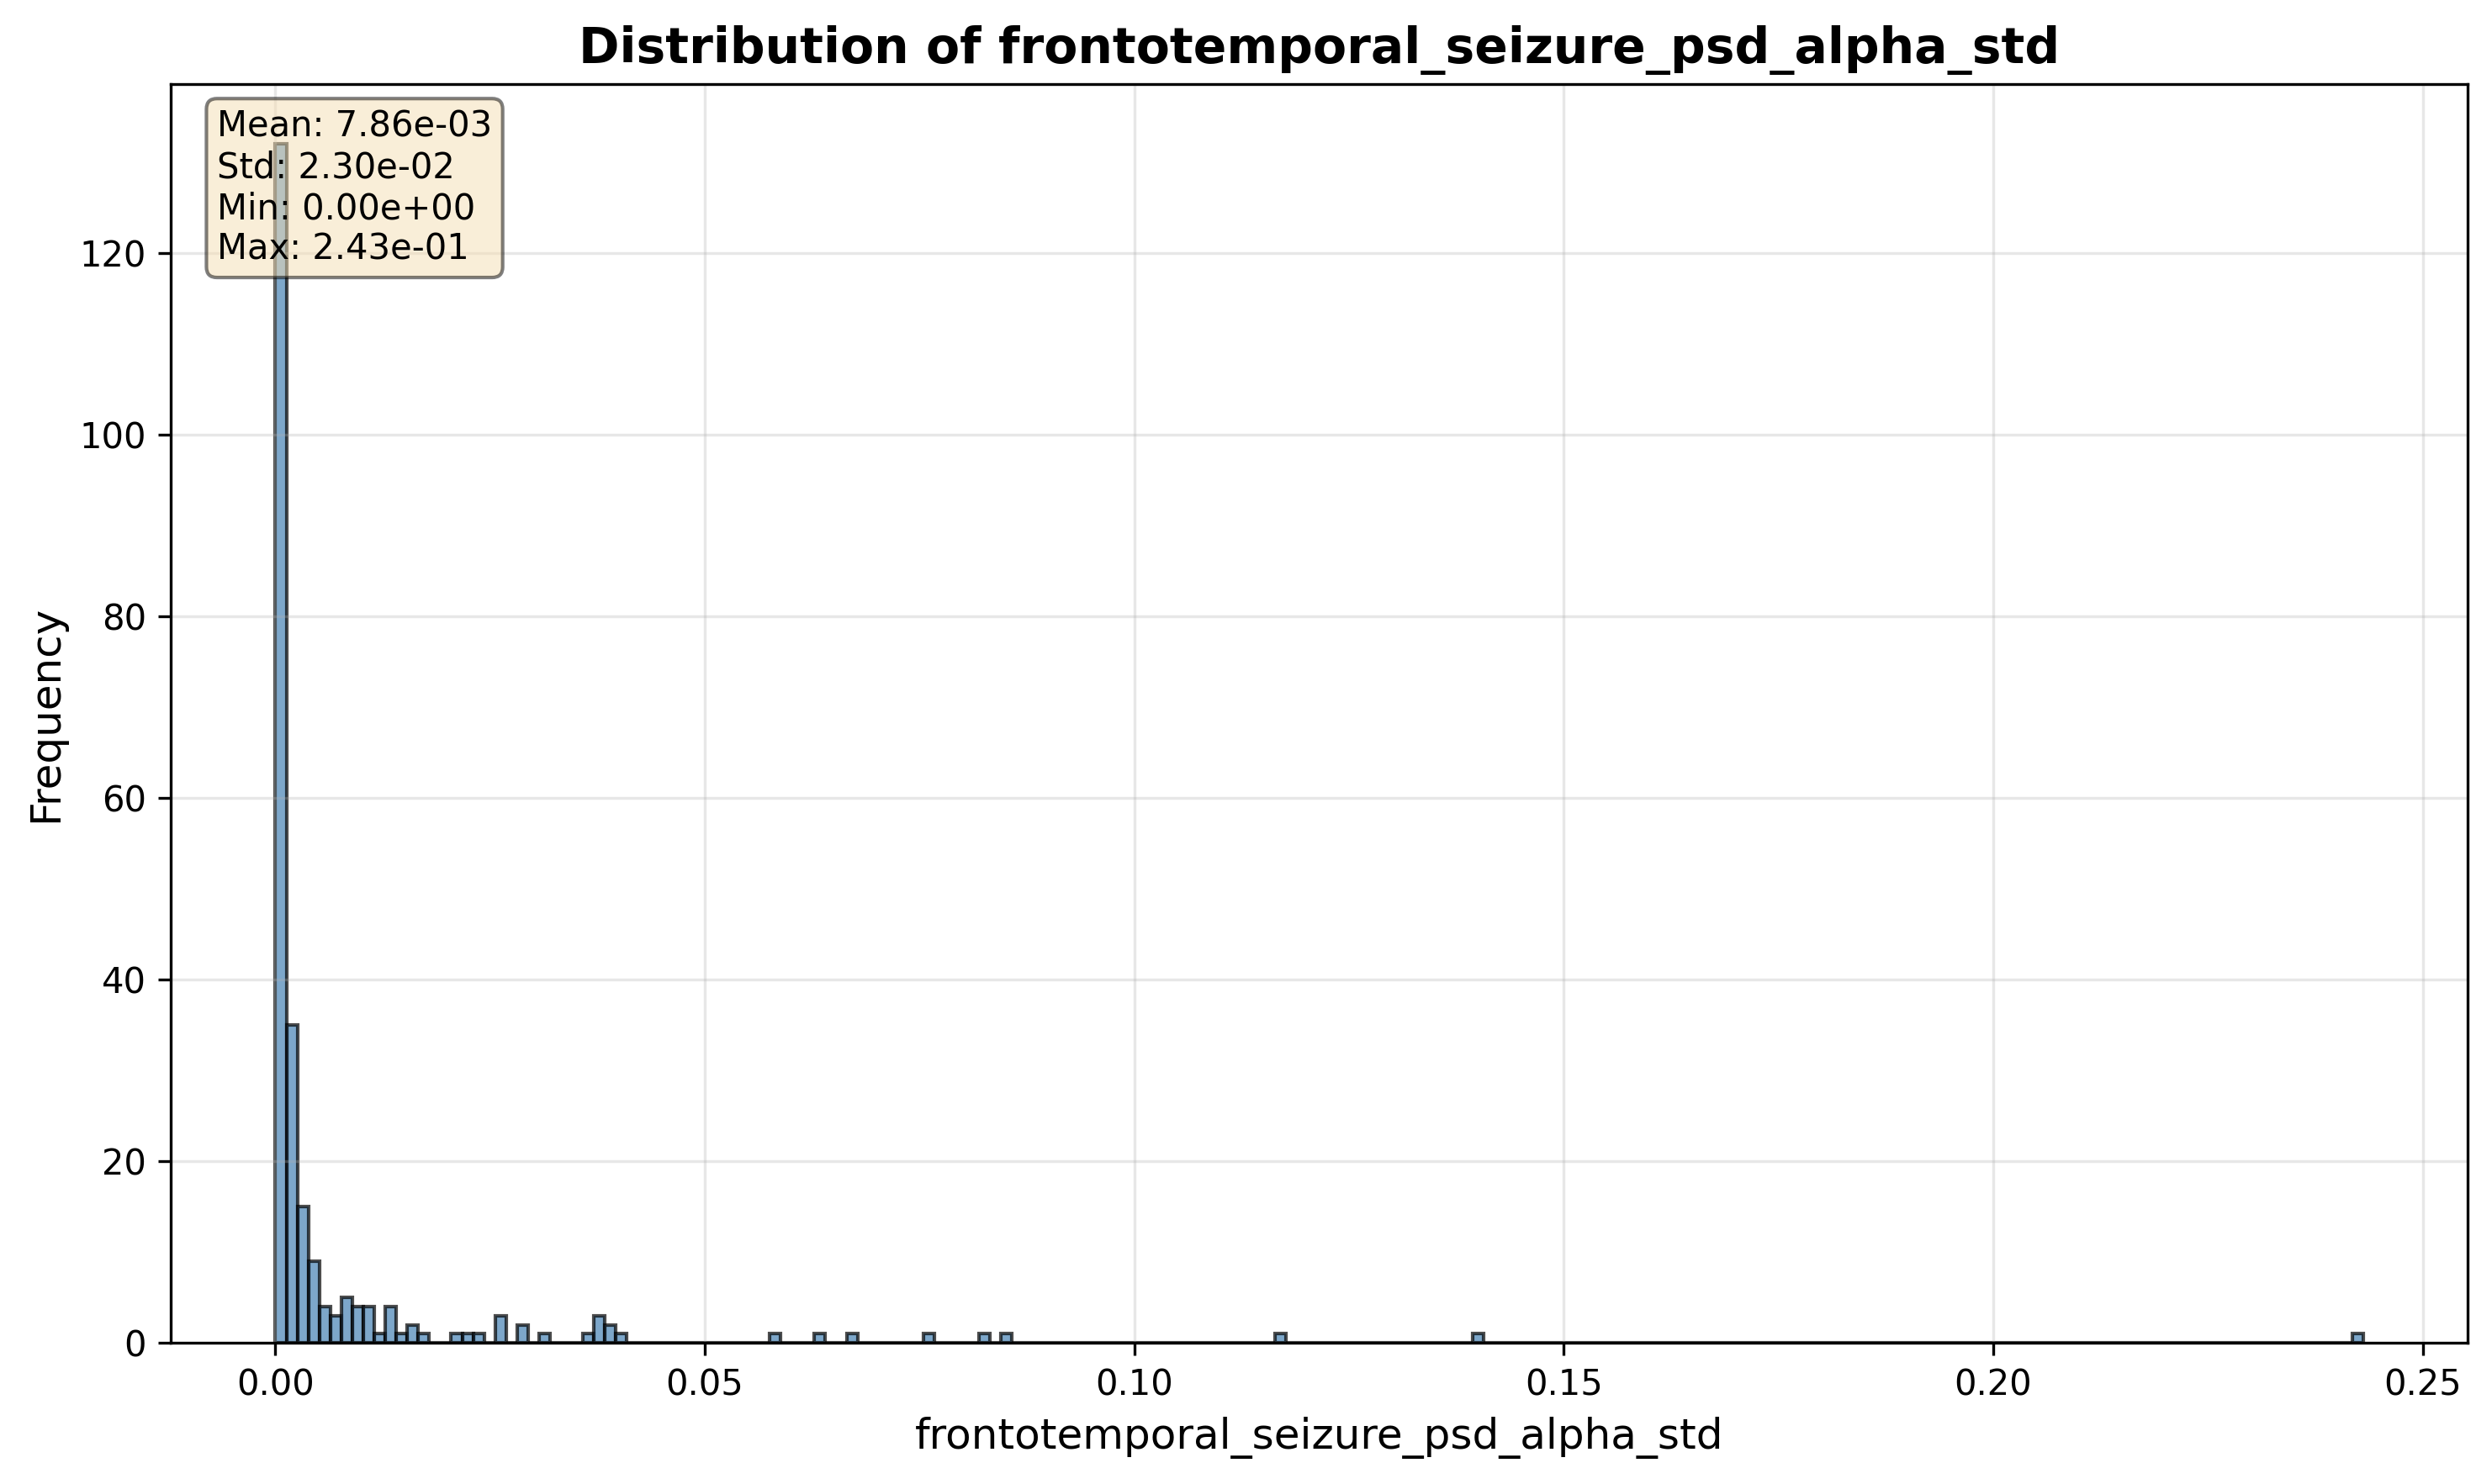 Distribution of frontotemporal_seizure_psd_alpha_std
Mean: 7.86e-03
Std: 2.30e-02
Min: 0.00e+00
Max: 2.43e-01
Frequency
120
100
80
60
40
20
0
0.00 0.05 0.10 0.15 0.20 0.25
frontotemporal_seizure_psd_alpha_std